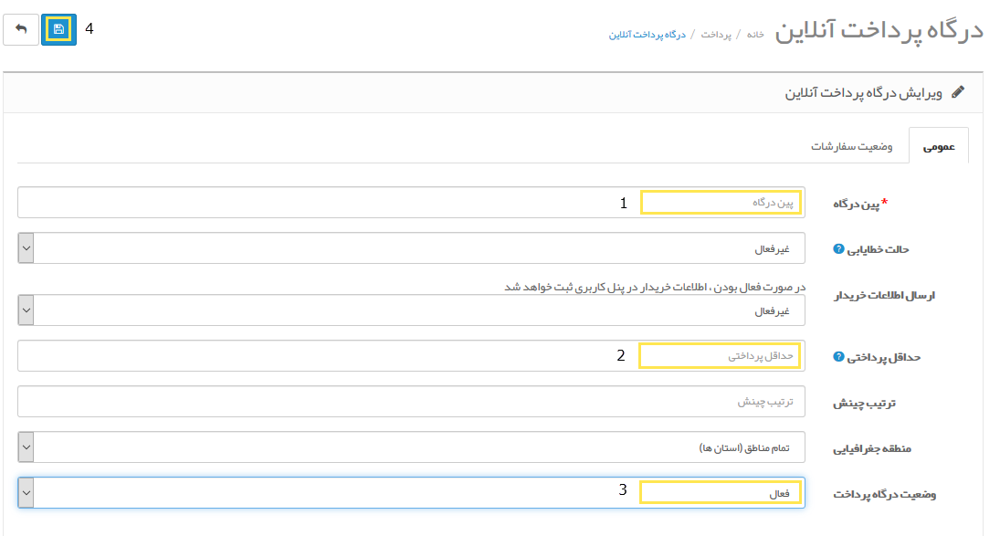 درگاه پرداخت آنلاین خانه / پرداخت / درگاه پرداخت آنلاین
4
ویرایش درگاه پرداخت آنلاین
عمومی
وضعیت سفارشات
* پین درگاه
پین درگاه 1
حالت خطایابی ?
غیرفعال
ارسال اطلاعات خریدار
در صورت فعال بودن ، اطلاعات خریدار در پنل کاربری ثبت خواهد شد
غیرفعال
حداقل پرداختی ?
حداقل پرداختی 2
ترتیب چینش
ترتیب چینش
منطقه جغرافیایی
تمام مناطق (استان ها)
وضعیت درگاه پرداخت
فعال 3